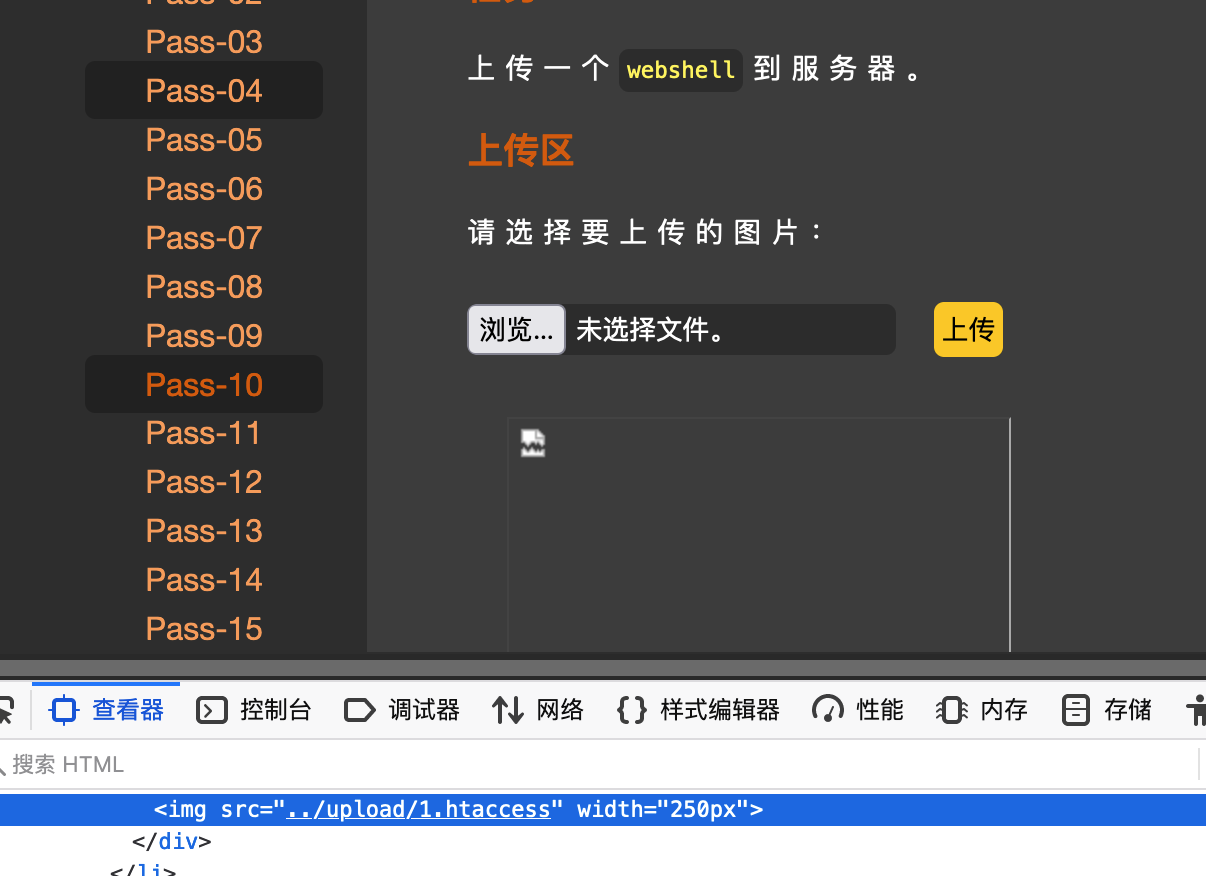 Pass-03
Pass-04
Pass-05
Pass-06
Pass-07
Pass-08
Pass-09
Pass-10
Pass-11
Pass-12
Pass-13
Pass-14
Pass-15
上传一个 webshell 到服务器。
上传区
请选择要上传的图片：
浏览... 未选择文件。 上传
查看器 控制台 调试器 网络 样式编辑器 性能 内存 存储
搜索 HTML
<img src="../upload/1.htaccess" width="250px">
</div>
</li>